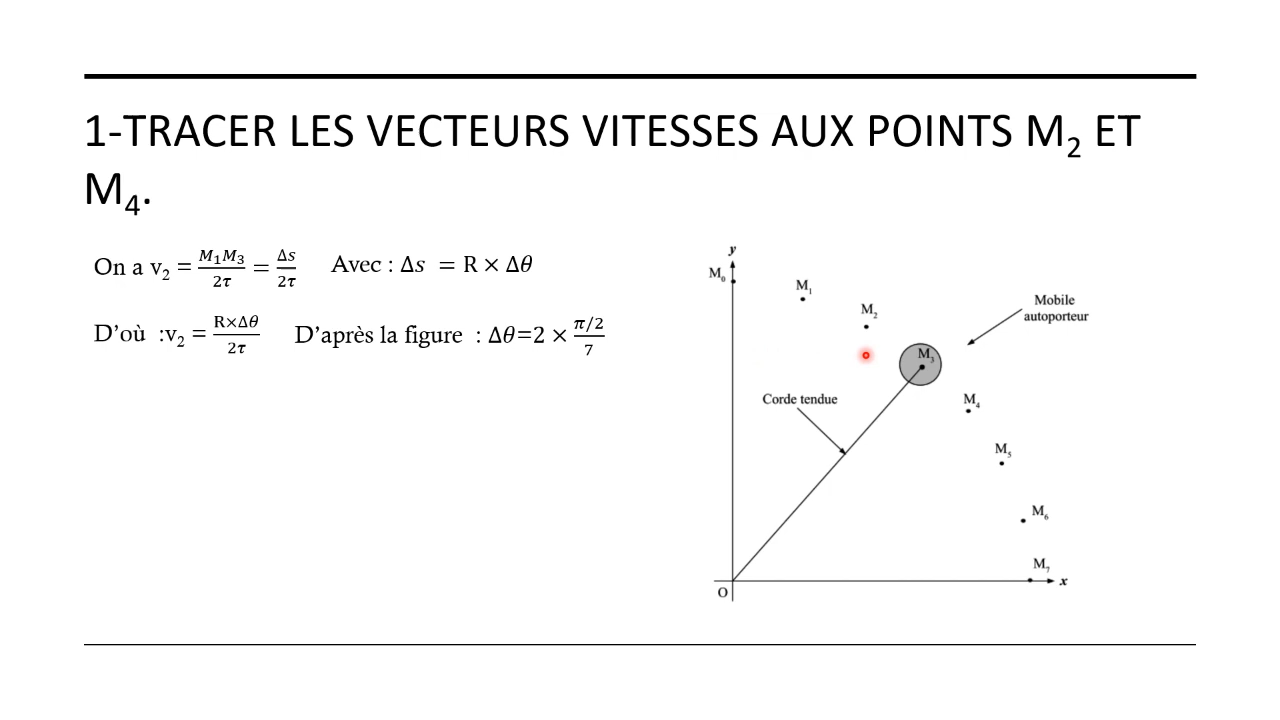 1-TRACER LES VECTEURS VITESSES AUX POINTS M₂ ET
M₄.
On a v₂ = M₁M₃/2τ = Δs/2τ Avec : Δs = R × Δθ
D’où :v₂ = R×Δθ/2τ D’après la figure : Δθ=2 × (π/2)/7
y
M₀
M₁
M₂
Mobile
autoporteur
M₃
Corde tendue
M₄
M₅
M₆
M₇
O
x